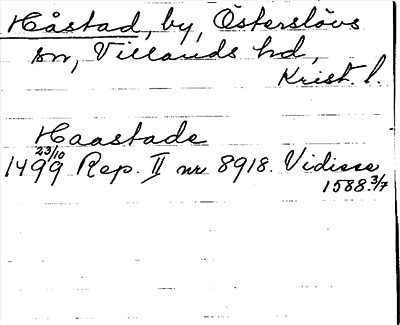 Håstad, by, Österslövs
sn, Villands hd,
Krist. l.
Haastade
23/10
1499 Rep. II nr 8918. Vidisse
1588 3/7